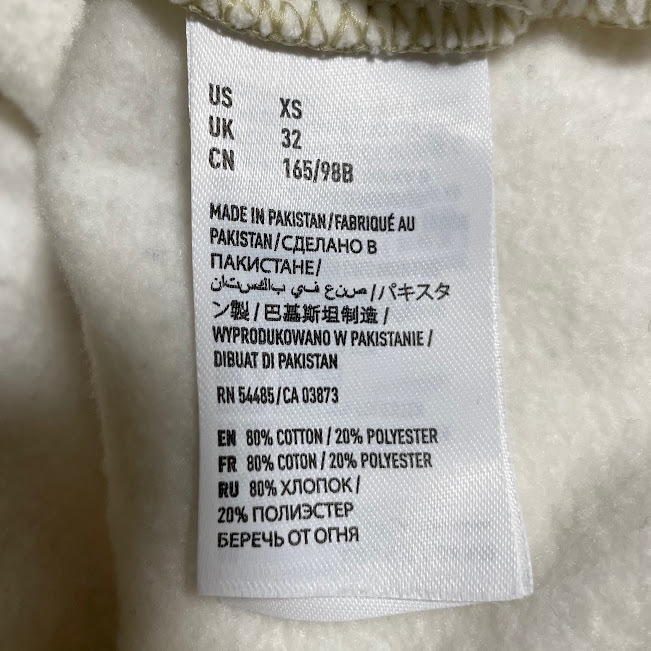 US XS
UK 32
CN 165/98B
MADE IN PAKISTAN/FABRIQUÉ AU
PAKISTAN/СДЕЛАНО В
ПАКИСТАНЕ/
صنع في باكستان/パキスタ
ン製/巴基斯坦制造/
WYPRODUKOWANO W PAKISTANIE/
DIBUAT DI PAKISTAN
RN 54485/CA 03873
EN 80% COTTON / 20% POLYESTER
FR 80% COTON / 20% POLYESTER
RU 80% ХЛОПОК/
20% ПОЛИЭСТЕР
БЕРЕЧЬ ОТ ОГНЯ